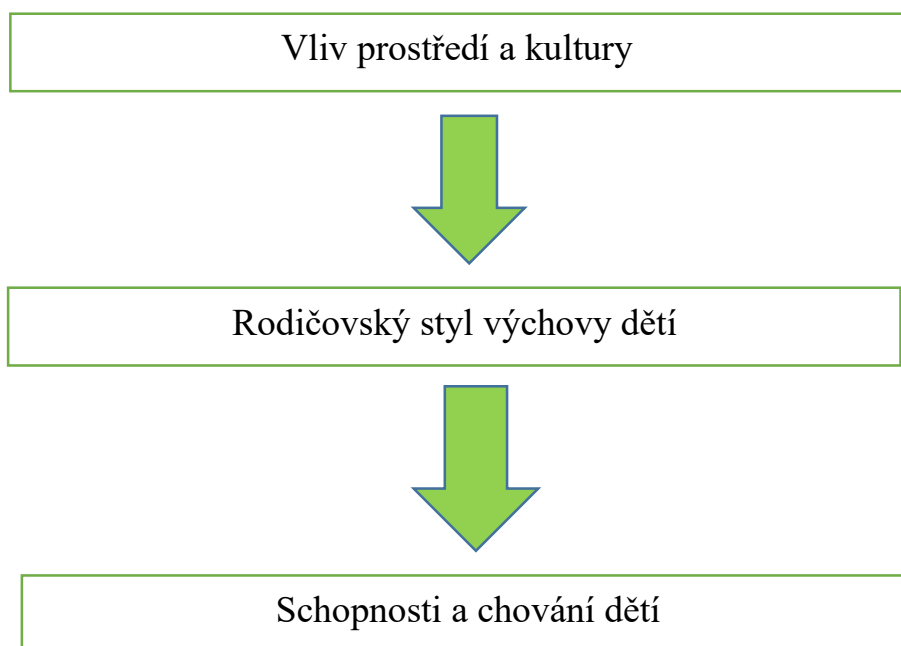 Vliv prostředí a kultury
Rodičovský styl výchovy dětí
Schopnosti a chování dětí